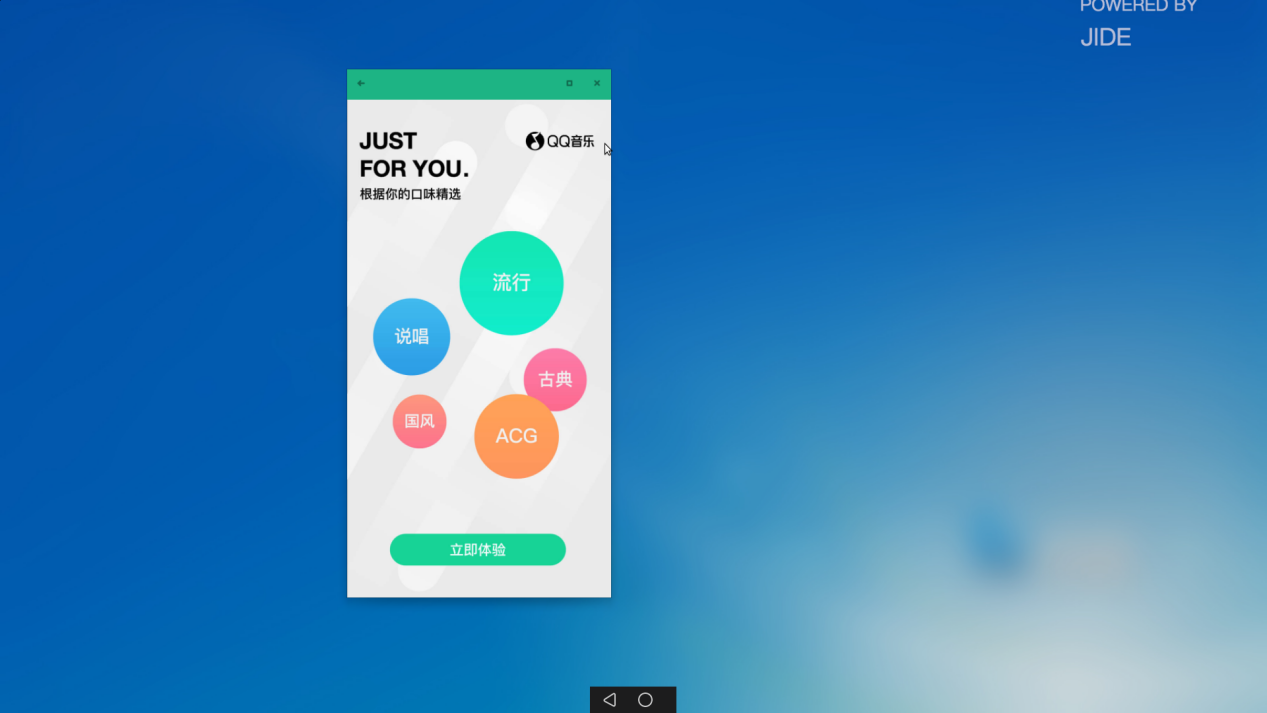 POWERED BY
JIDE
JUST
FOR YOU.
根据你的口味精选
QQ音乐
流行
说唱
古典
国风
ACG
立即体验